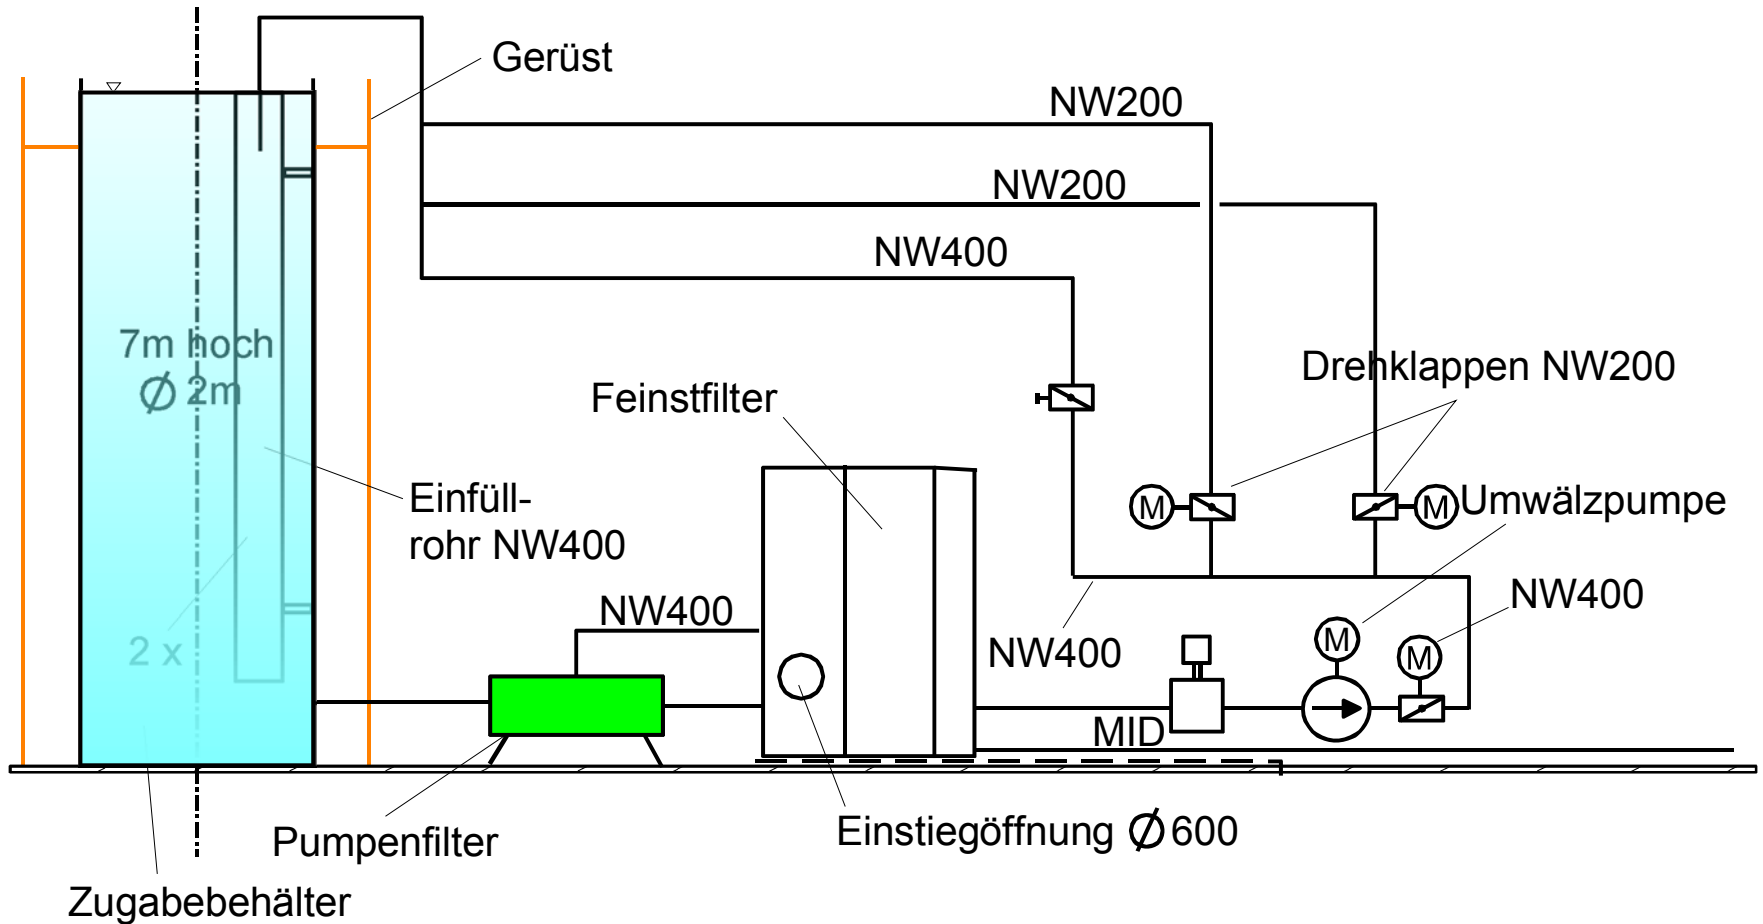 Gerüst
NW200
NW200
NW400
7m hoch
Ø 2m
Drehklappen NW200
Feinstfilter
Einfüll-
rohr NW400
M
M
Umwälzpumpe
NW400
NW400
2 x
NW400
M
M
MID
Einstiegöffnung Ø 600
Pumpenfilter
Zugabebehälter